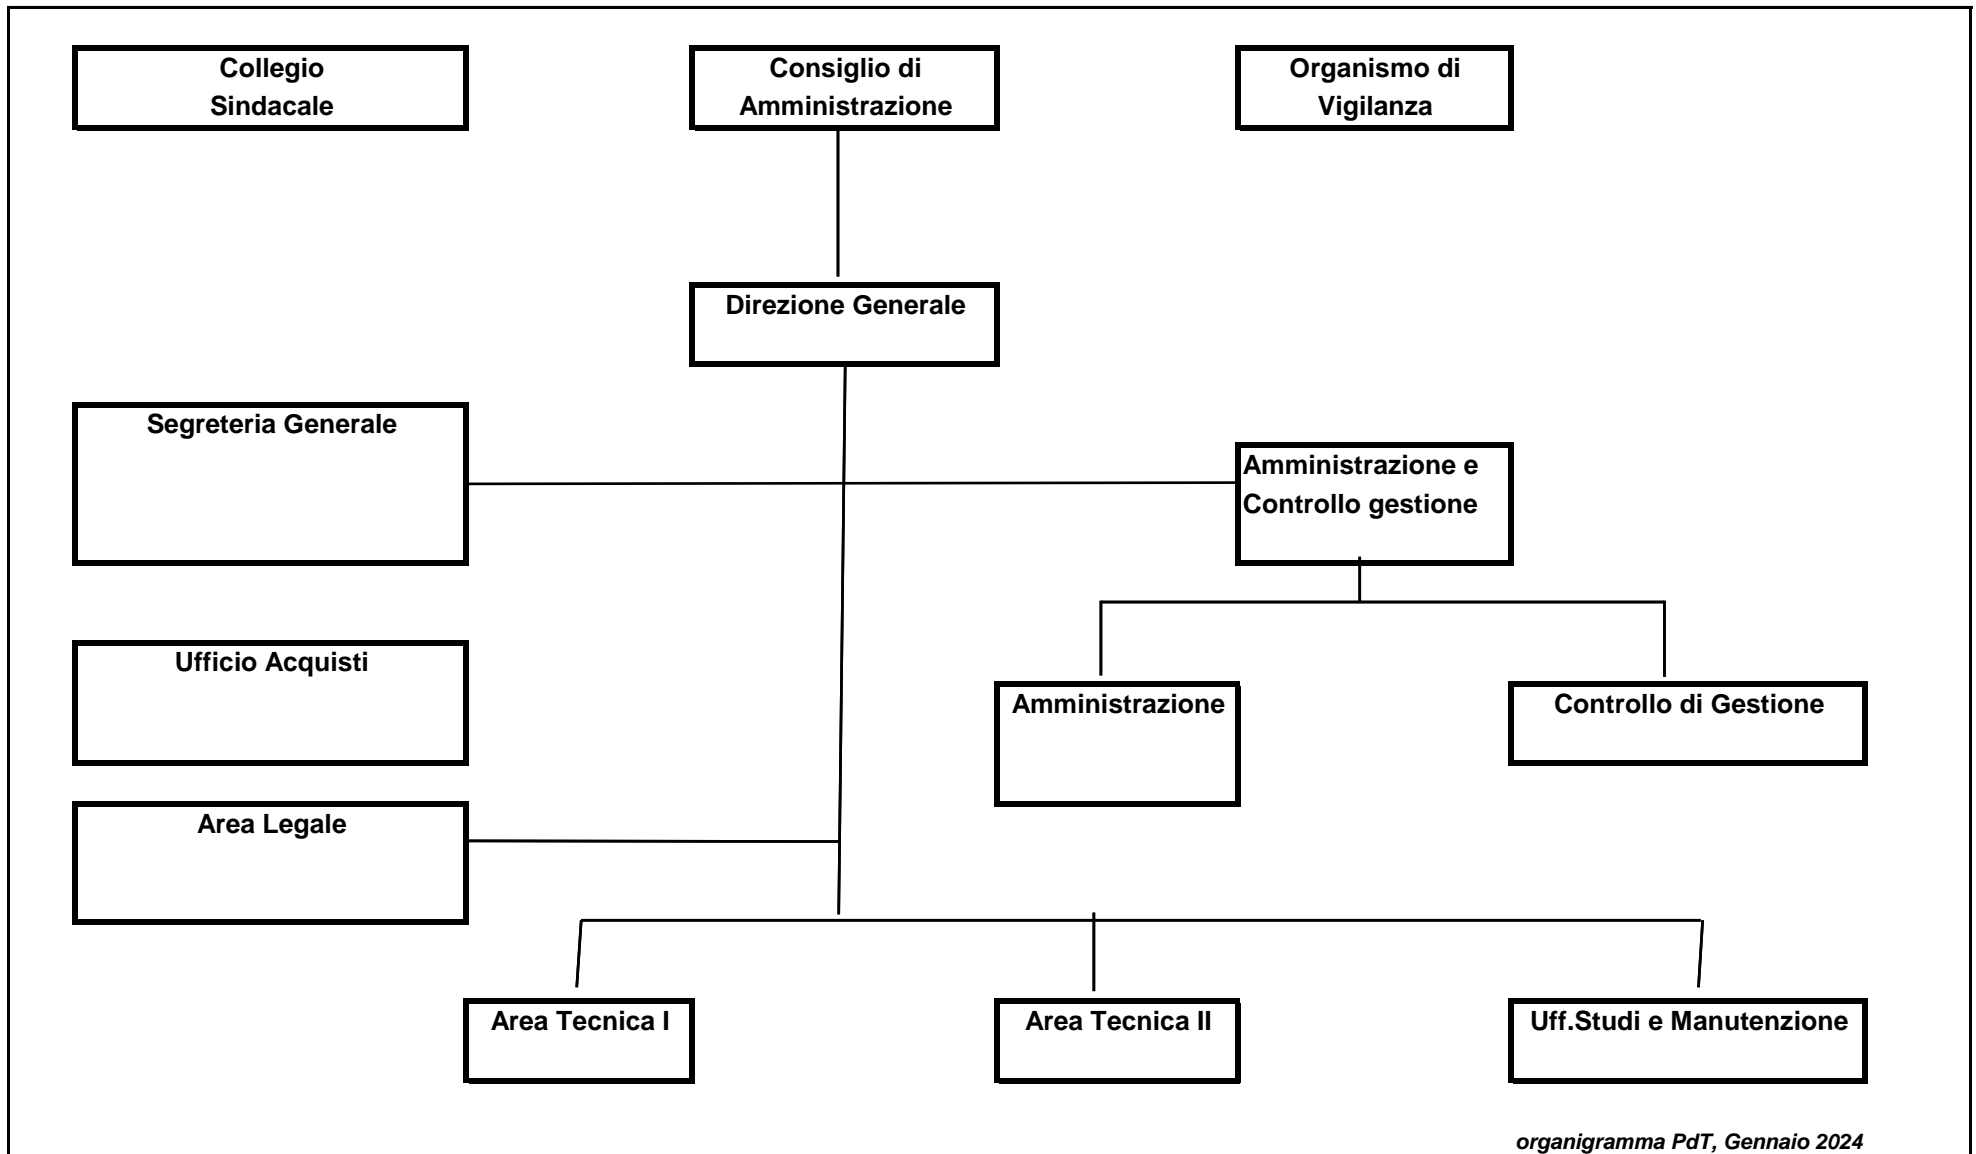 Collegio
Sindacale
Consiglio di
Amministrazione
Organismo di
Vigilanza
Direzione Generale
Segreteria Generale
Amministrazione e
Controllo gestione
Ufficio Acquisti
Amministrazione
Controllo di Gestione
Area Legale
Area Tecnica I
Area Tecnica II
Uff.Studi e Manutenzione
organigramma PdT, Gennaio 2024